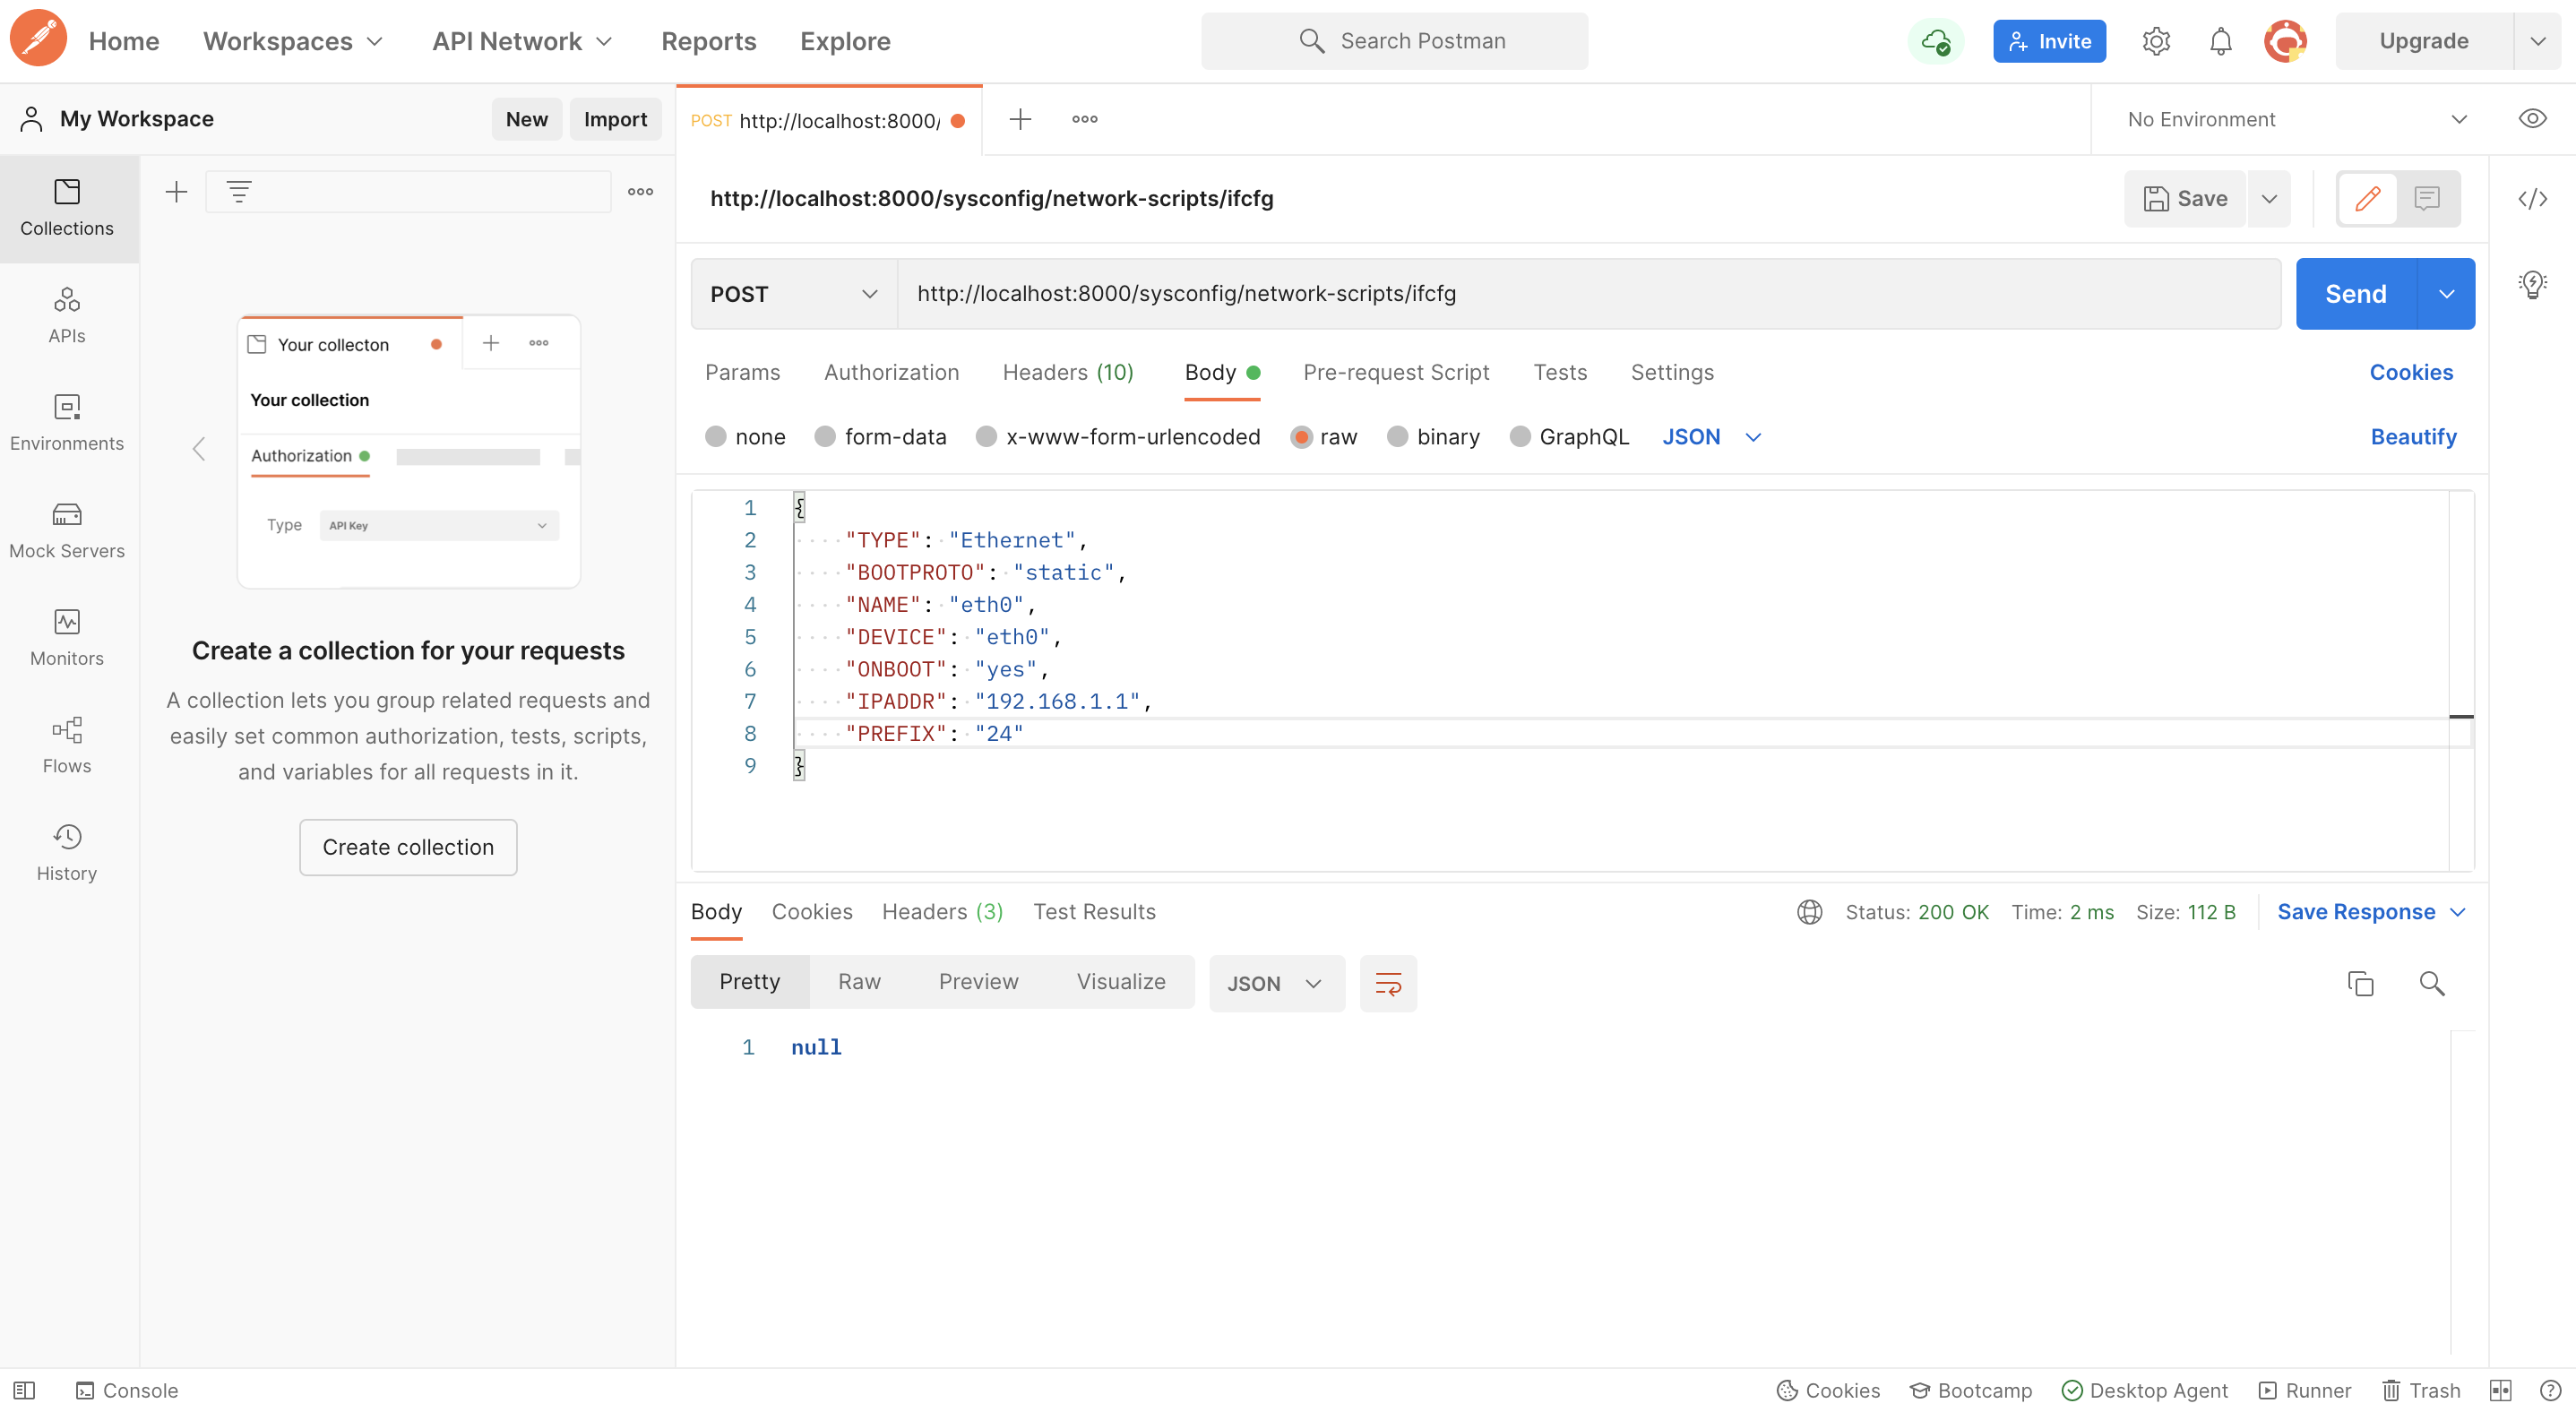 Home Workspaces API Network Reports Explore Search Postman Invite Upgrade
My Workspace New Import
POST http://localhost:8000/ No Environment
Collections
APIs
Environments
Mock Servers
Monitors
Flows
History
Your collecton
Your collection
Authorization
Type API Key
Create a collection for your requests
A collection lets you group related requests and
easily set common authorization, tests, scripts,
and variables for all requests in it.
Create collection
http://localhost:8000/sysconfig/network-scripts/ifcfg Save
POST http://localhost:8000/sysconfig/network-scripts/ifcfg Send
Params Authorization Headers (10) Body Pre-request Script Tests Settings Cookies
none form-data x-www-form-urlencoded raw binary GraphQL JSON Beautify
1 {
2 "TYPE": "Ethernet",
3 "BOOTPROTO": "static",
4 "NAME": "eth0",
5 "DEVICE": "eth0",
6 "ONBOOT": "yes",
7 "IPADDR": "192.168.1.1",
8 "PREFIX": "24"
9 }
Body Cookies Headers (3) Test Results Status: 200 OK Time: 2 ms Size: 112 B Save Response
Pretty Raw Preview Visualize JSON
1 null
Console Cookies Bootcamp Desktop Agent Runner Trash